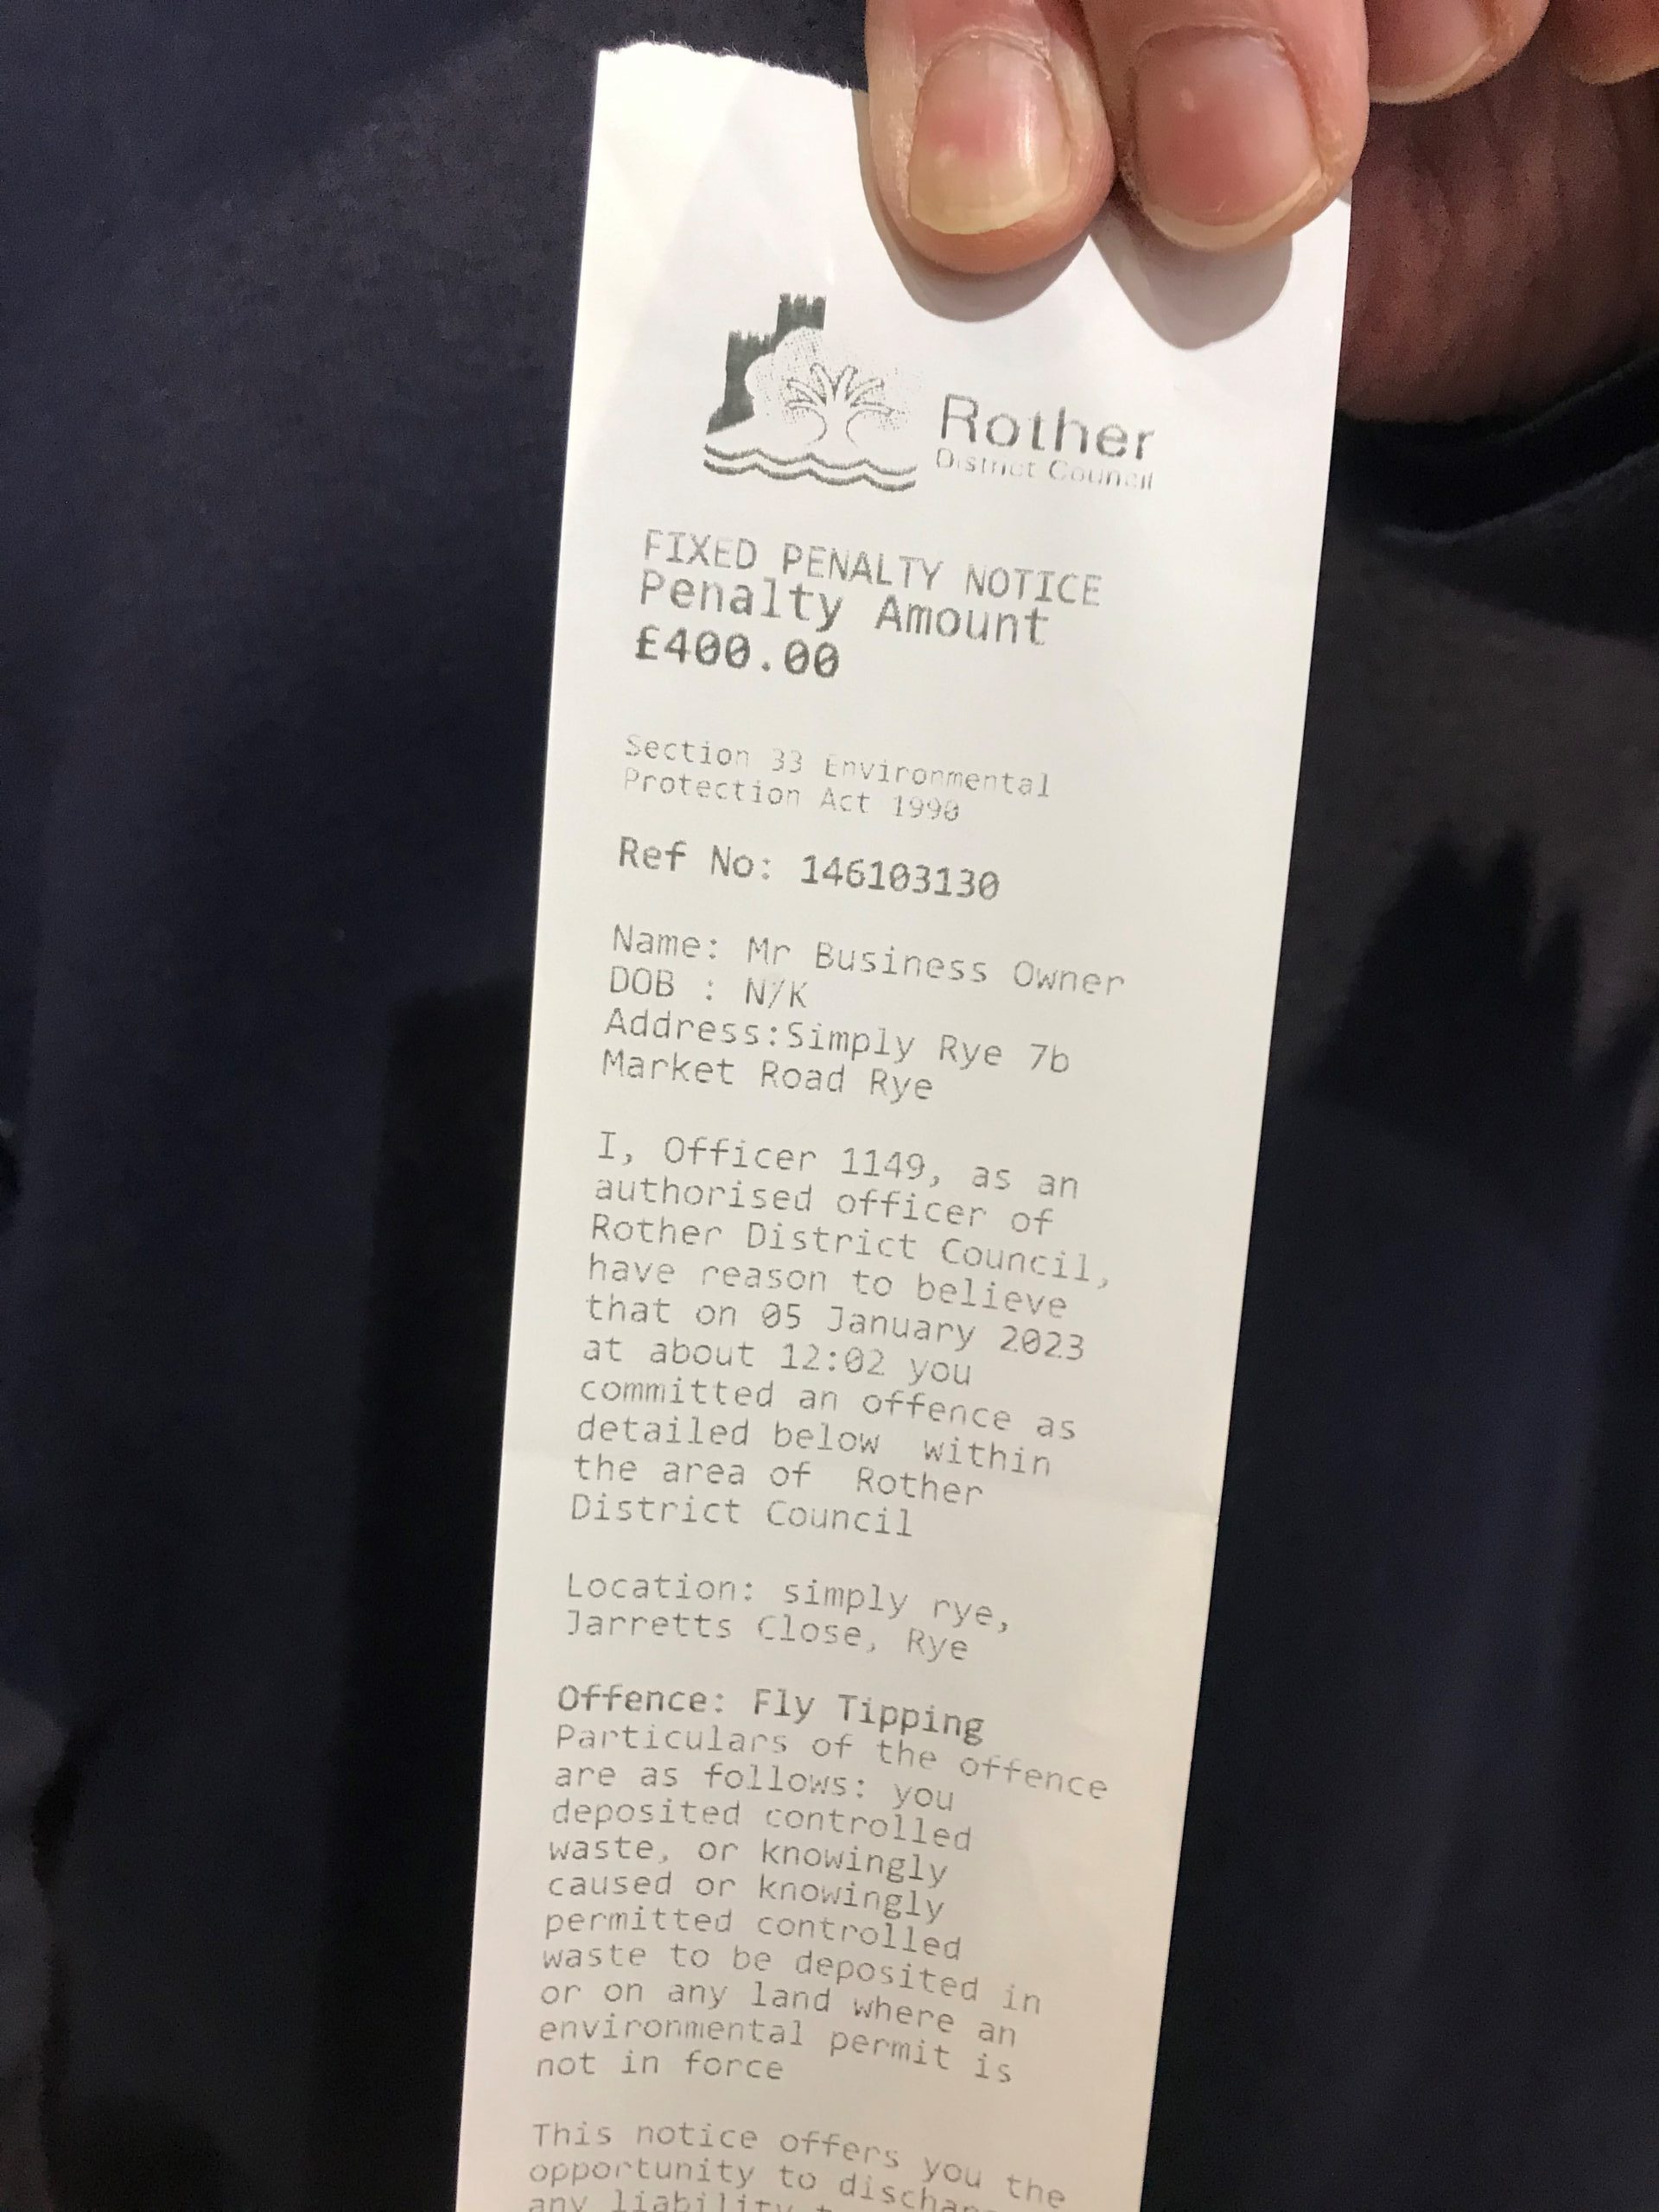 Rother
District Council
FIXED PENALTY NOTICE
Penalty Amount
£400.00
Section 33 Environmental
Protection Act 1990
Ref No: 146103130
Name: Mr Business Owner
DOB : N/K
Address:Simply Rye 7b
Market Road Rye
I, Officer 1149, as an
authorised officer of
Rother District Council,
have reason to believe
that on 05 January 2023
at about 12:02 you
committed an offence as
detailed below within
the area of Rother
District Council
Location: simply rye,
Jarretts Close, Rye
Offence: Fly Tipping
Particulars of the offence
are as follows: you
deposited controlled
waste, or knowingly
caused or knowingly
permitted controlled
waste to be deposited in
or on any land where an
environmental permit is
not in force
This notice offers you the
opportunity to
any liability